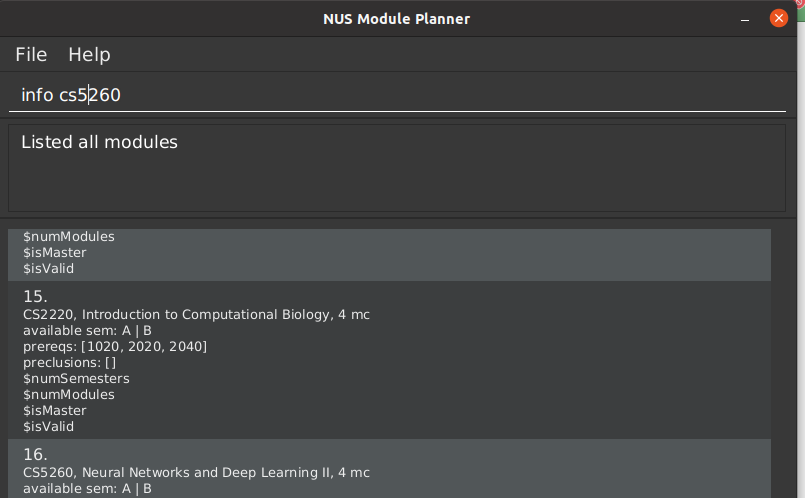 NUS Module Planner
File Help
info cs5260
Listed all modules
$numModules
$isMaster
$isValid
15.
CS2220, Introduction to Computational Biology, 4 mc
available sem: A | B
prereqs: [1020, 2020, 2040]
preclusions: []
$numSemesters
$numModules
$isMaster
$isValid
16.
CS5260, Neural Networks and Deep Learning II, 4 mc
available sem: A | B